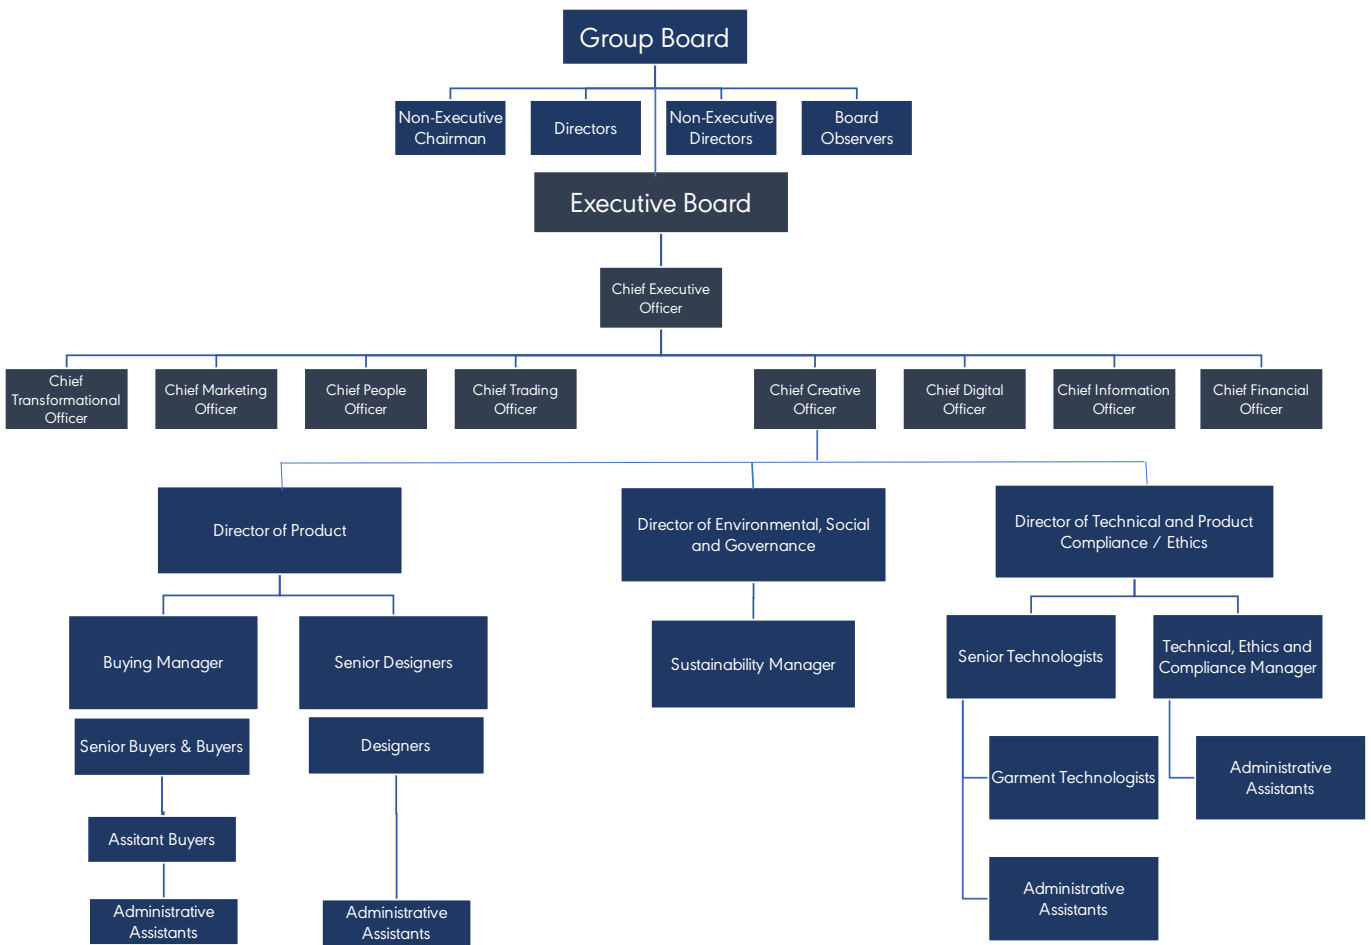 Group Board
Non-Executive
Chairman
Directors
Non-Executive
Directors
Board
Observers
Executive Board
Chief Executive
Officer
Chief
Transformational
Officer
Chief Marketing
Officer
Chief People
Officer
Chief Trading
Officer
Chief Creative
Officer
Chief Digital
Officer
Chief Information
Officer
Chief Financial
Officer
Director of Product
Director of Environmental, Social
and Governance
Director of Technical and Product
Compliance / Ethics
Buying Manager
Senior Designers
Sustainability Manager
Senior Technologists
Technical, Ethics and
Compliance Manager
Senior Buyers & Buyers
Designers
Garment Technologists
Administrative
Assistants
Assitant Buyers
Administrative
Assistants
Administrative
Assistants
Administrative
Assistants